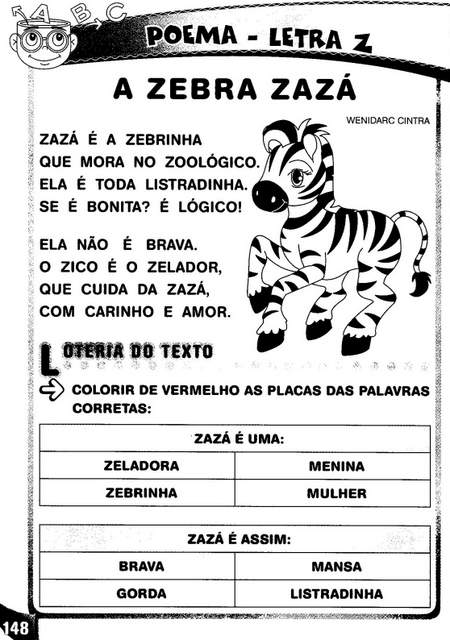 A B C
POEMA - LETRA Z
A ZEBRA ZAZÁ
WENIDARC CINTRA
ZAZÁ É A ZEBRINHA
QUE MORA NO ZOOLÓGICO.
ELA É TODA LISTRADINHA.
SE É BONITA? É LÓGICO!
ELA NÃO É BRAVA.
O ZICO É O ZELADOR,
QUE CUIDA DA ZAZÁ,
COM CARINHO E AMOR.
LOTERIA DO TEXTO
COLORIR DE VERMELHO AS PLACAS DAS PALAVRAS
CORRETAS:
ZAZÁ É UMA:
ZELADORA MENINA
ZEBRINHA MULHER
ZAZÁ É ASSIM:
BRAVA MANSA
GORDA LISTRADINHA
148